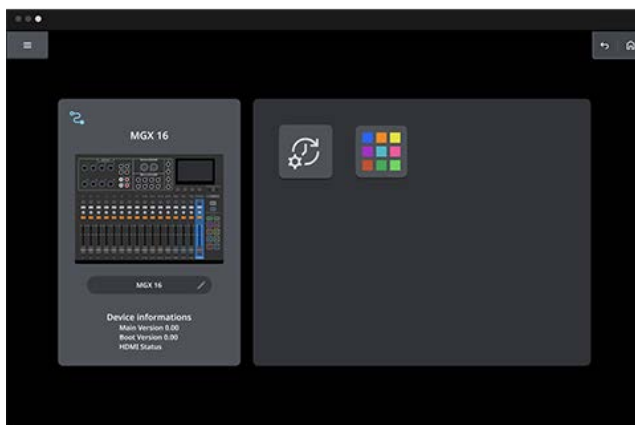 MGX 16
MGX 16
Device informations
Main Version 0.00
Boot Version 0.00
HDMI Status